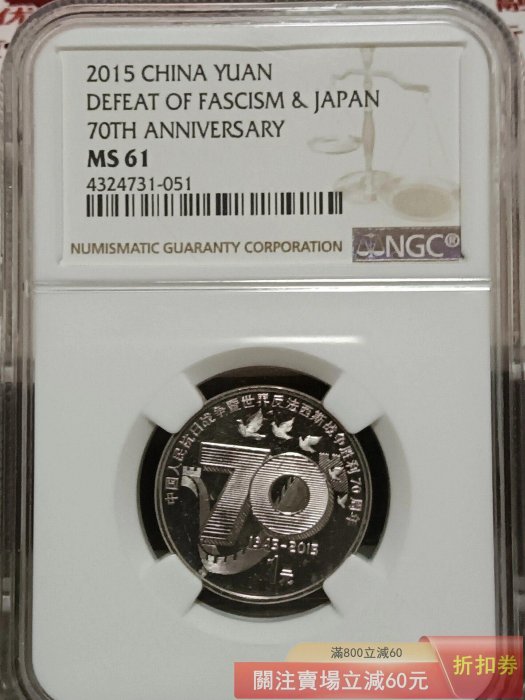 2015 CHINA YUAN
DEFEAT OF FASCISM & JAPAN
70TH ANNIVERSARY
MS 61
4324731-051
NUMISMATIC GUARANTY CORPORATION
NGC®
中国人民抗日战争暨世界反法西斯战争胜利70周年
70
1945-2015
1元
滿800立減60
關注賣場立減60元
折扣券